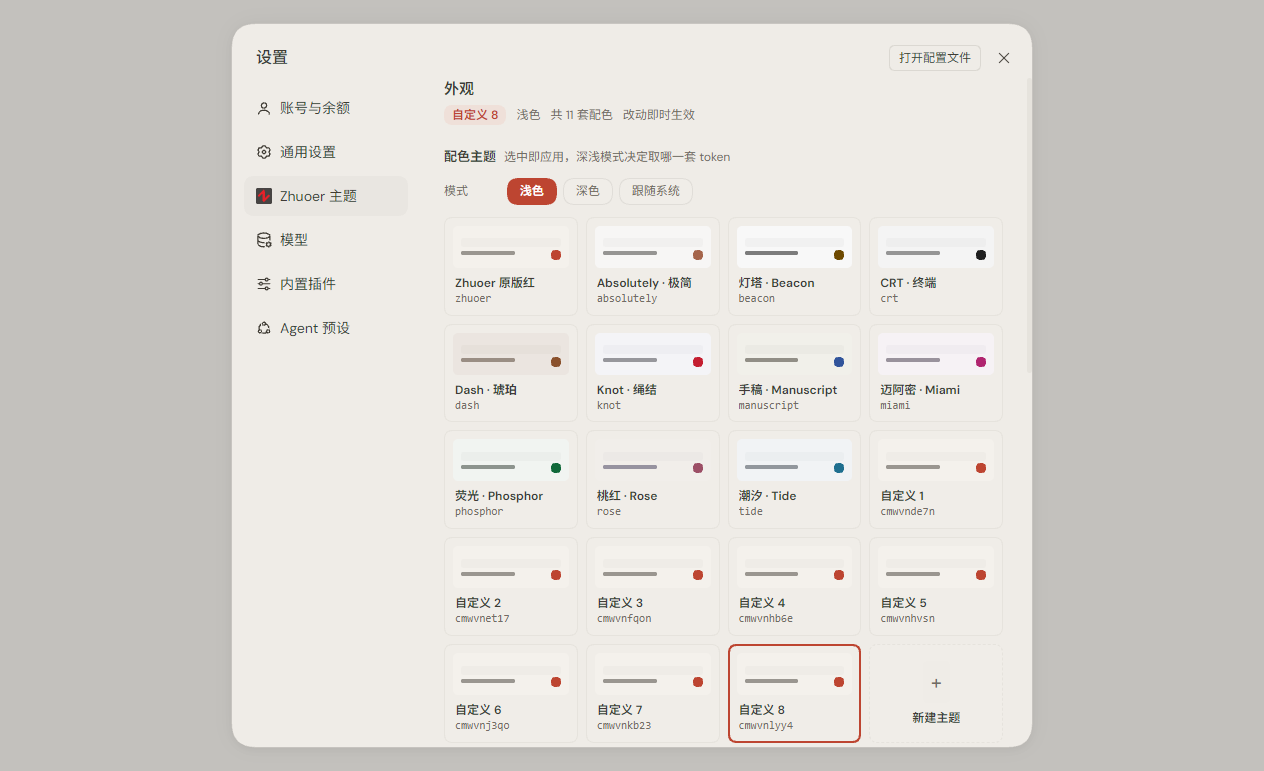 设置
打开配置文件
账号与余额
通用设置
Zhuoer 主题
模型
内置插件
Agent 预设
外观
自定义 8 浅色 共 11 套配色 改动即时生效
配色主题 选中即应用，深浅模式决定取哪一套 token
模式 浅色 深色 跟随系统
Zhuoer 原版红
zhuoer
Absolutely · 极简
absolutely
灯塔 · Beacon
beacon
CRT · 终端
crt
Dash · 琥珀
dash
Knot · 绳结
knot
手稿 · Manuscript
manuscript
迈阿密 · Miami
miami
荧光 · Phosphor
phosphor
桃红 · Rose
rose
潮汐 · Tide
tide
自定义 1
cmwvnde7n
自定义 2
cmwvnet17
自定义 3
cmwvnfqon
自定义 4
cmwvnhb6e
自定义 5
cmwvnhvsn
自定义 6
cmwvnj3qo
自定义 7
cmwvnkb23
自定义 8
cmwvnlyy4
新建主题